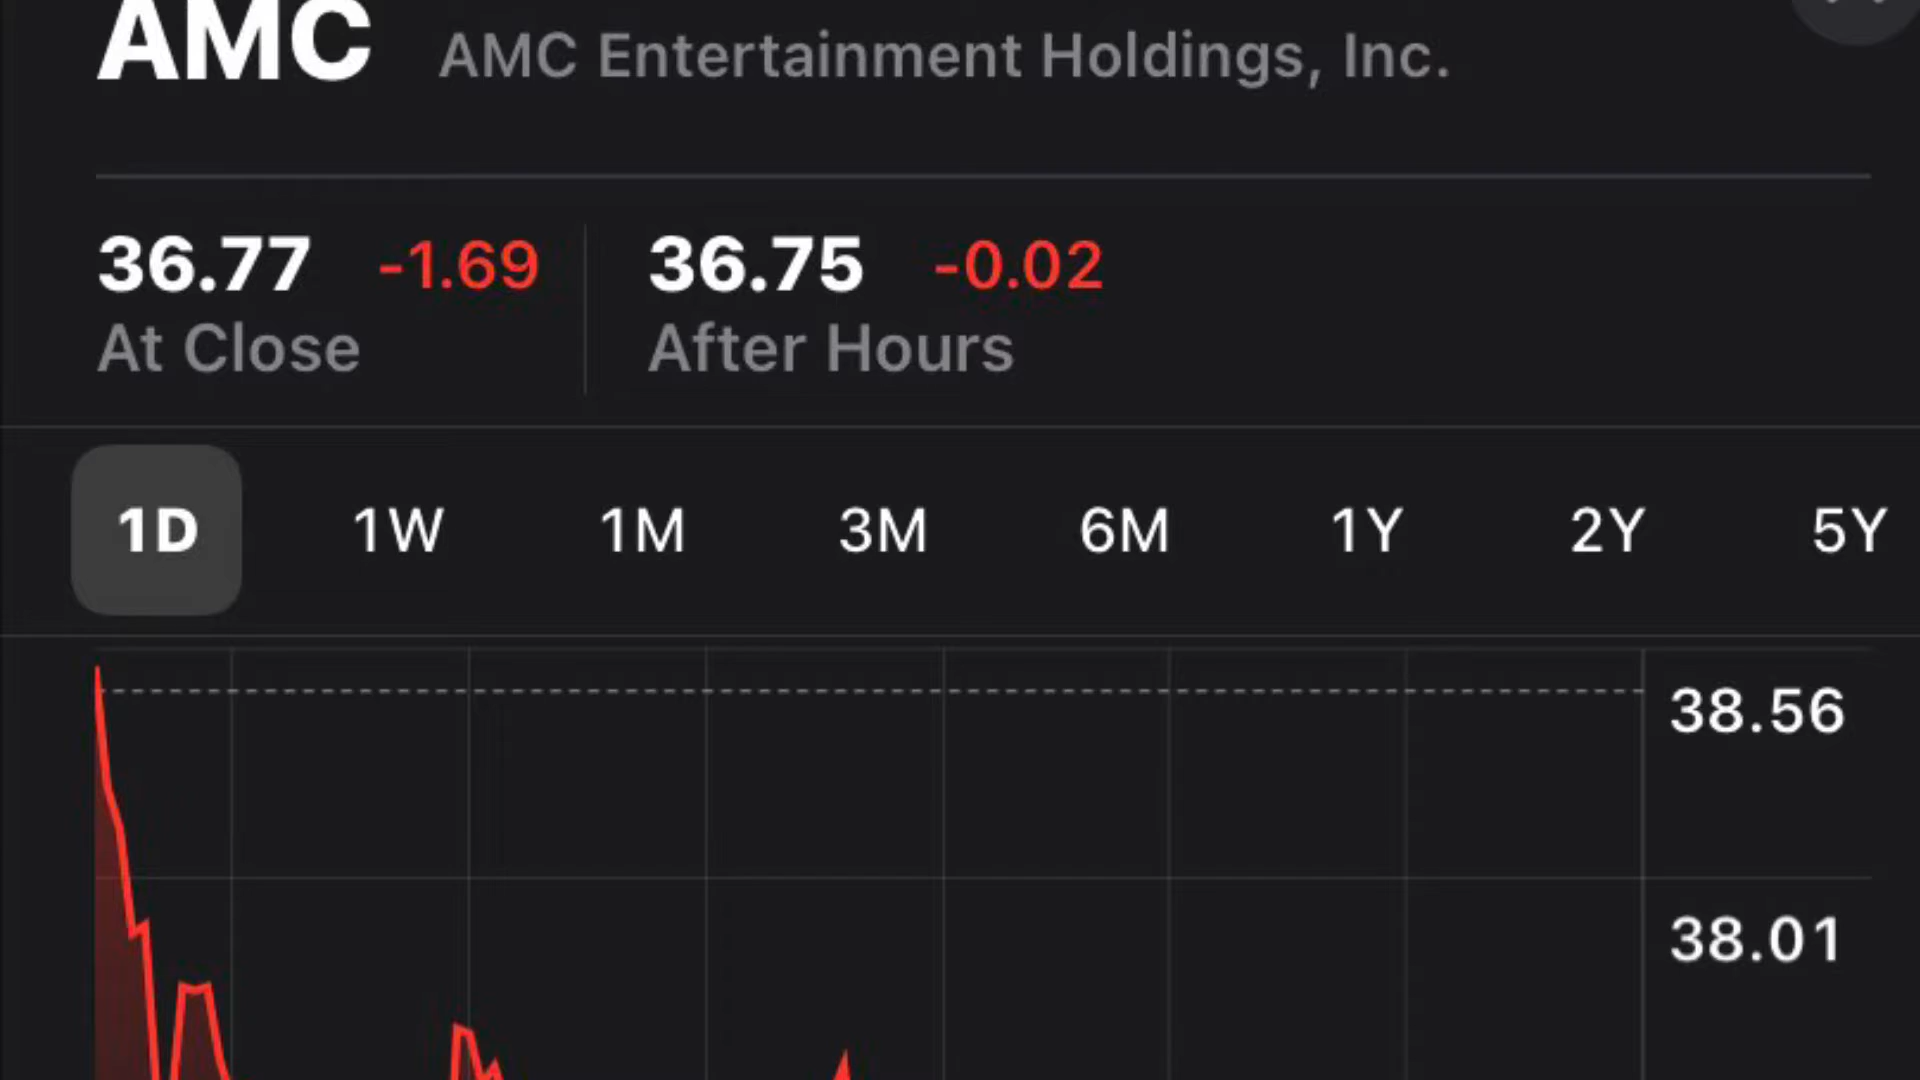 AMC AMC Entertainment Holdings, Inc.
36.77 -1.69 36.75 -0.02
At Close After Hours
1D 1W 1M 3M 6M 1Y 2Y 5Y
38.56
38.01